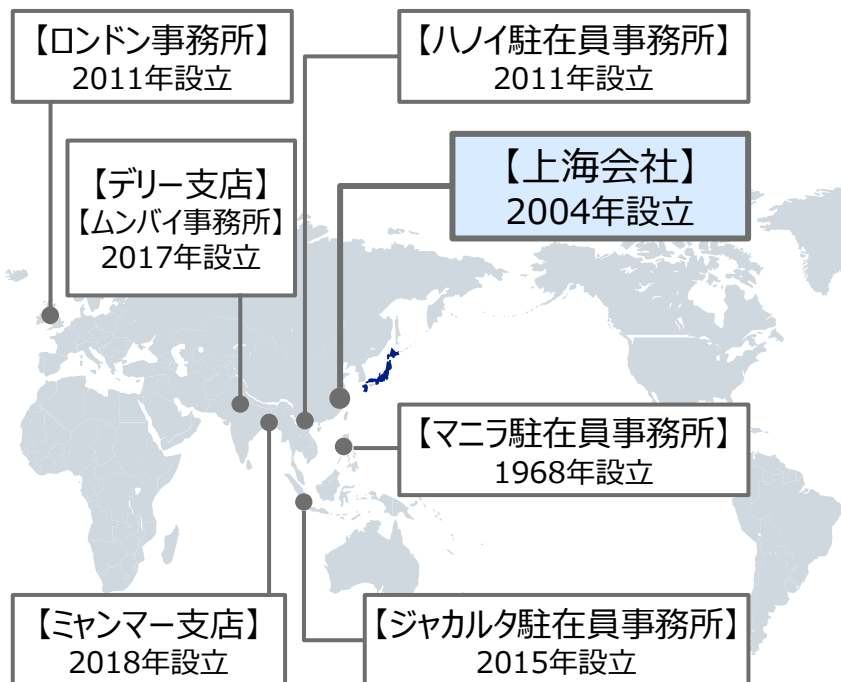 【ロンドン事務所】
2011年設立
【ハノイ駐在員事務所】
2011年設立
【デリー支店】
【ムンバイ事務所】
2017年設立
【上海会社】
2004年設立
【マニラ駐在員事務所】
1968年設立
【ミャンマー支店】
2018年設立
【ジャカルタ駐在員事務所】
2015年設立